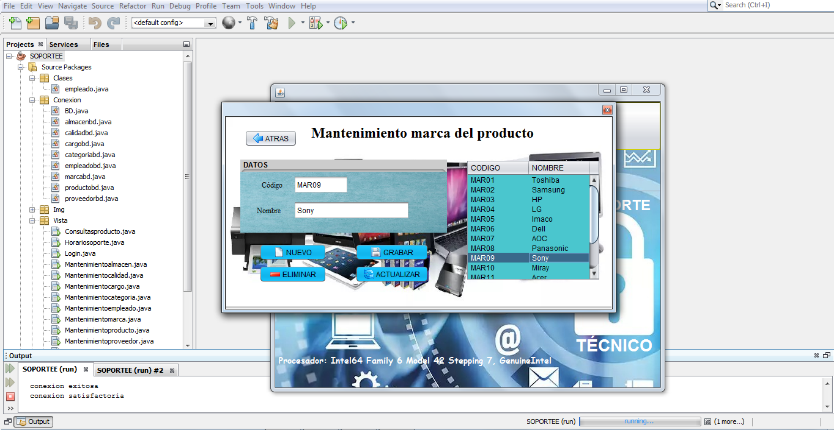 File Edit View Navigate Source Refactor Run Debug Profile Team Tools Window Help
Search (Ctrl+I)
<default config>
Projects Services Files
SOPORTEE
Source Packages
Clases
empleado.java
Conexion
BD.java
almacenbd.java
calidadbd.java
cargobd.java
categoriabd.java
empleadobd.java
marcabd.java
productobd.java
proveedorbd.java
Img
Vista
Consultasproducto.java
Horariosoporte.java
Login.java
Mantenimientoalmacen.java
Mantenimientocalidad.java
Mantenimientocargo.java
Mantenimientocategoria.java
Mantenimientoempleado.java
Mantenimientomarca.java
Mantenimientoproducto.java
Mantenimientoproveedor.java
ATRAS
Mantenimiento marca del producto
DATOS
Código MAR09
Nombre Sony
NUEVO GRABAR
ELIMINAR ACTUALIZAR
CODIGO NOMBRE
MAR01 Toshiba
MAR02 Samsung
MAR03 HP
MAR04 LG
MAR05 Imaco
MAR06 Dell
MAR07 AOC
MAR08 Panasonic
MAR09 Sony
MAR10 Miray
MAR11 Acer
ORTE
TÉCNICO
Procesador: Intel64 Family 6 Model 42 Stepping 7, GenuineIntel
Output
SOPORTEE (run) SOPORTEE (run) #2
conexion exitosa
conexion satisfactoria
Output
SOPORTEE (run) running... (1 more...)